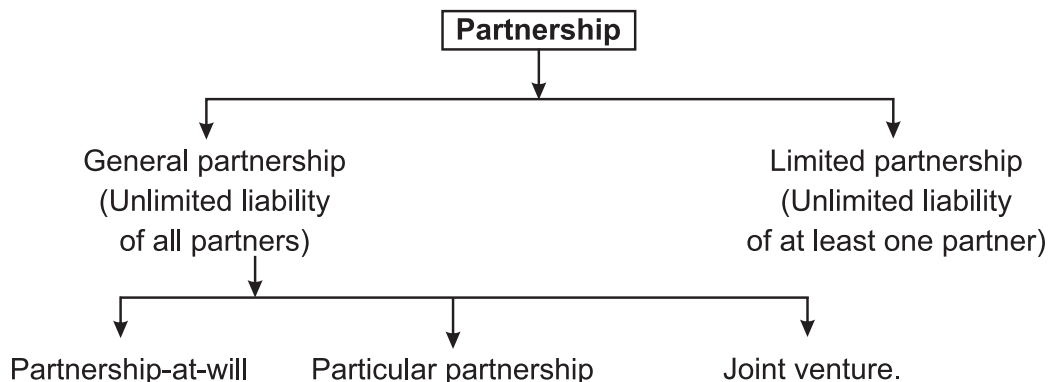 Partnership
General partnership
(Unlimited liability
of all partners)
Limited partnership
(Unlimited liability
of at least one partner)
Partnership-at-will
Particular partnership
Joint venture.